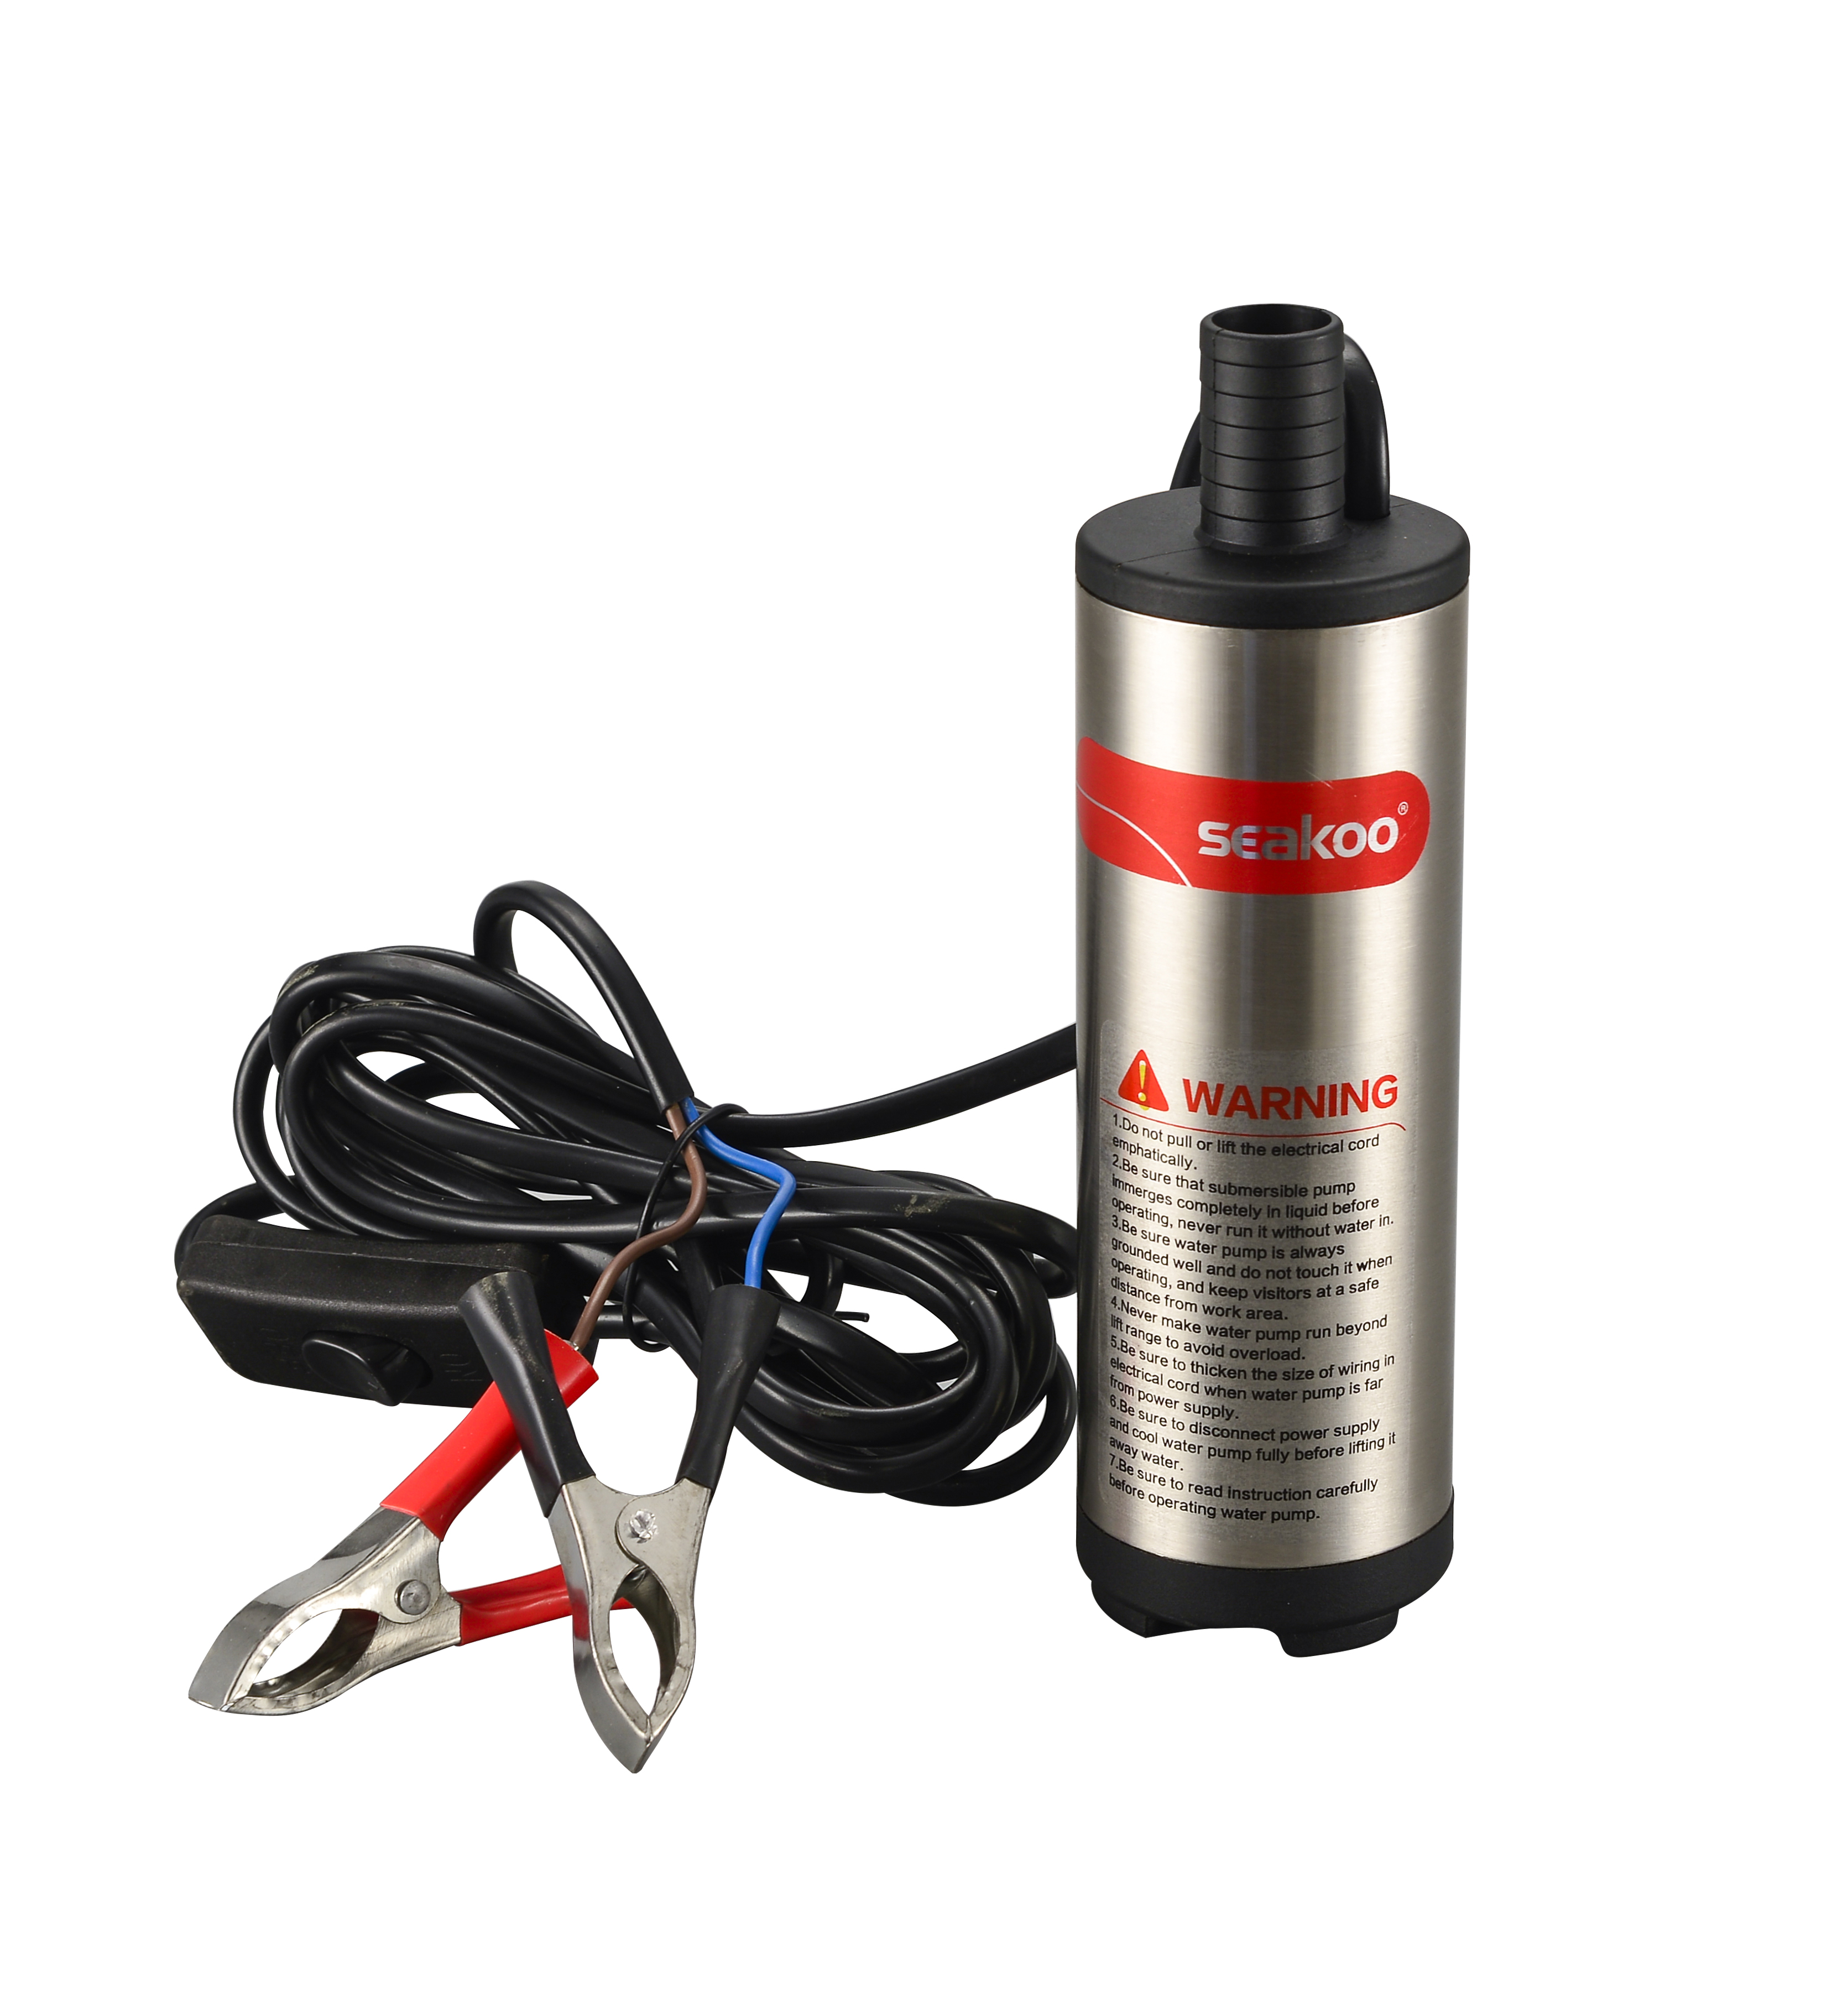 seakoo®
WARNING
1.Do not pull or lift the electrical cord
emphatically.
2.Be sure that submersible pump
immerges completely in liquid before
operating, never run it without water in.
3.Be sure water pump is always
grounded well and do not touch it when
operating, and keep visitors at a safe
distance from work area.
4.Never make water pump run beyond
lift range to avoid overload.
5.Be sure to thicken the size of wiring in
electrical cord when water pump is far
from power supply.
6.Be sure to disconnect power supply
and cool water pump fully before lifting it
away water.
7.Be sure to read instruction carefully
before operating water pump.